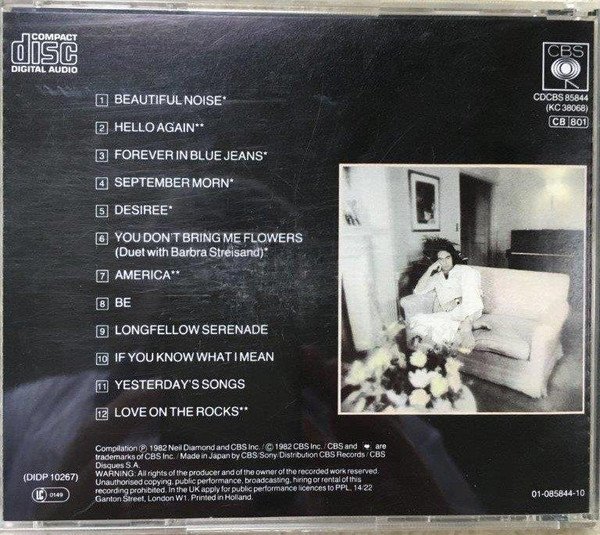 COMPACT
disc
DIGITAL AUDIO
CBS
CDCBS 85844
(KC 38068)
CB 801
1 BEAUTIFUL NOISE*
2 HELLO AGAIN**
3 FOREVER IN BLUE JEANS*
4 SEPTEMBER MORN*
5 DESIREE*
6 YOU DON'T BRING ME FLOWERS
(Duet with Barbra Streisand)*
7 AMERICA**
8 BE
9 LONGFELLOW SERENADE
10 IF YOU KNOW WHAT I MEAN
11 YESTERDAY'S SONGS
12 LOVE ON THE ROCKS**
Compilation Ⓟ 1982 Neil Diamond and CBS Inc. / © 1982 CBS Inc. / CBS and are
trademarks of CBS Inc. / Made in Japan by CBS/Sony Distribution CBS Records / CBS
Disques S.A.
WARNING: All rights of the producer and of the owner of the recorded work reserved.
Unauthorised copying, public performance, broadcasting, hiring or rental of this
recording prohibited. In the UK apply for public performance licences to PPL, 14-22
Ganton Street, London W1. Printed in Holland.
(DIDP 10267)
LC 0149
01-085844-10